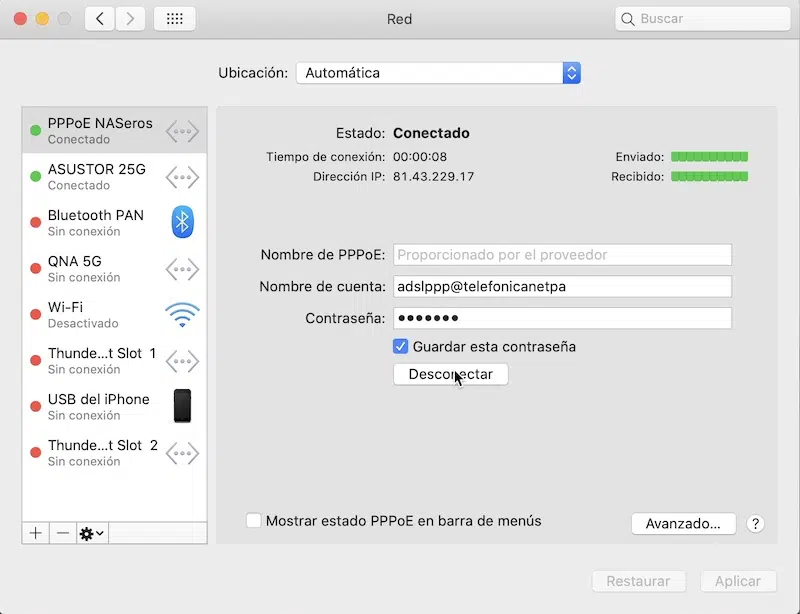 Red
Buscar
Ubicación: Automática
PPPoE NASeros
Conectado
ASUSTOR 25G
Conectado
Bluetooth PAN
Sin conexión
QNA 5G
Sin conexión
Wi-Fi
Desactivado
Thunde...t Slot 1
Sin conexión
USB del iPhone
Sin conexión
Thunde...t Slot 2
Sin conexión
Estado: Conectado
Tiempo de conexión: 00:00:08
Enviado:
Dirección IP: 81.43.229.17
Recibido:
Nombre de PPPoE: Proporcionado por el proveedor
Nombre de cuenta: adslppp@telefonicanetpa
Contraseña: •••••••
Guardar esta contraseña
Desconectar
Mostrar estado PPPoE en barra de menús
Avanzado...
?
Restaurar
Aplicar